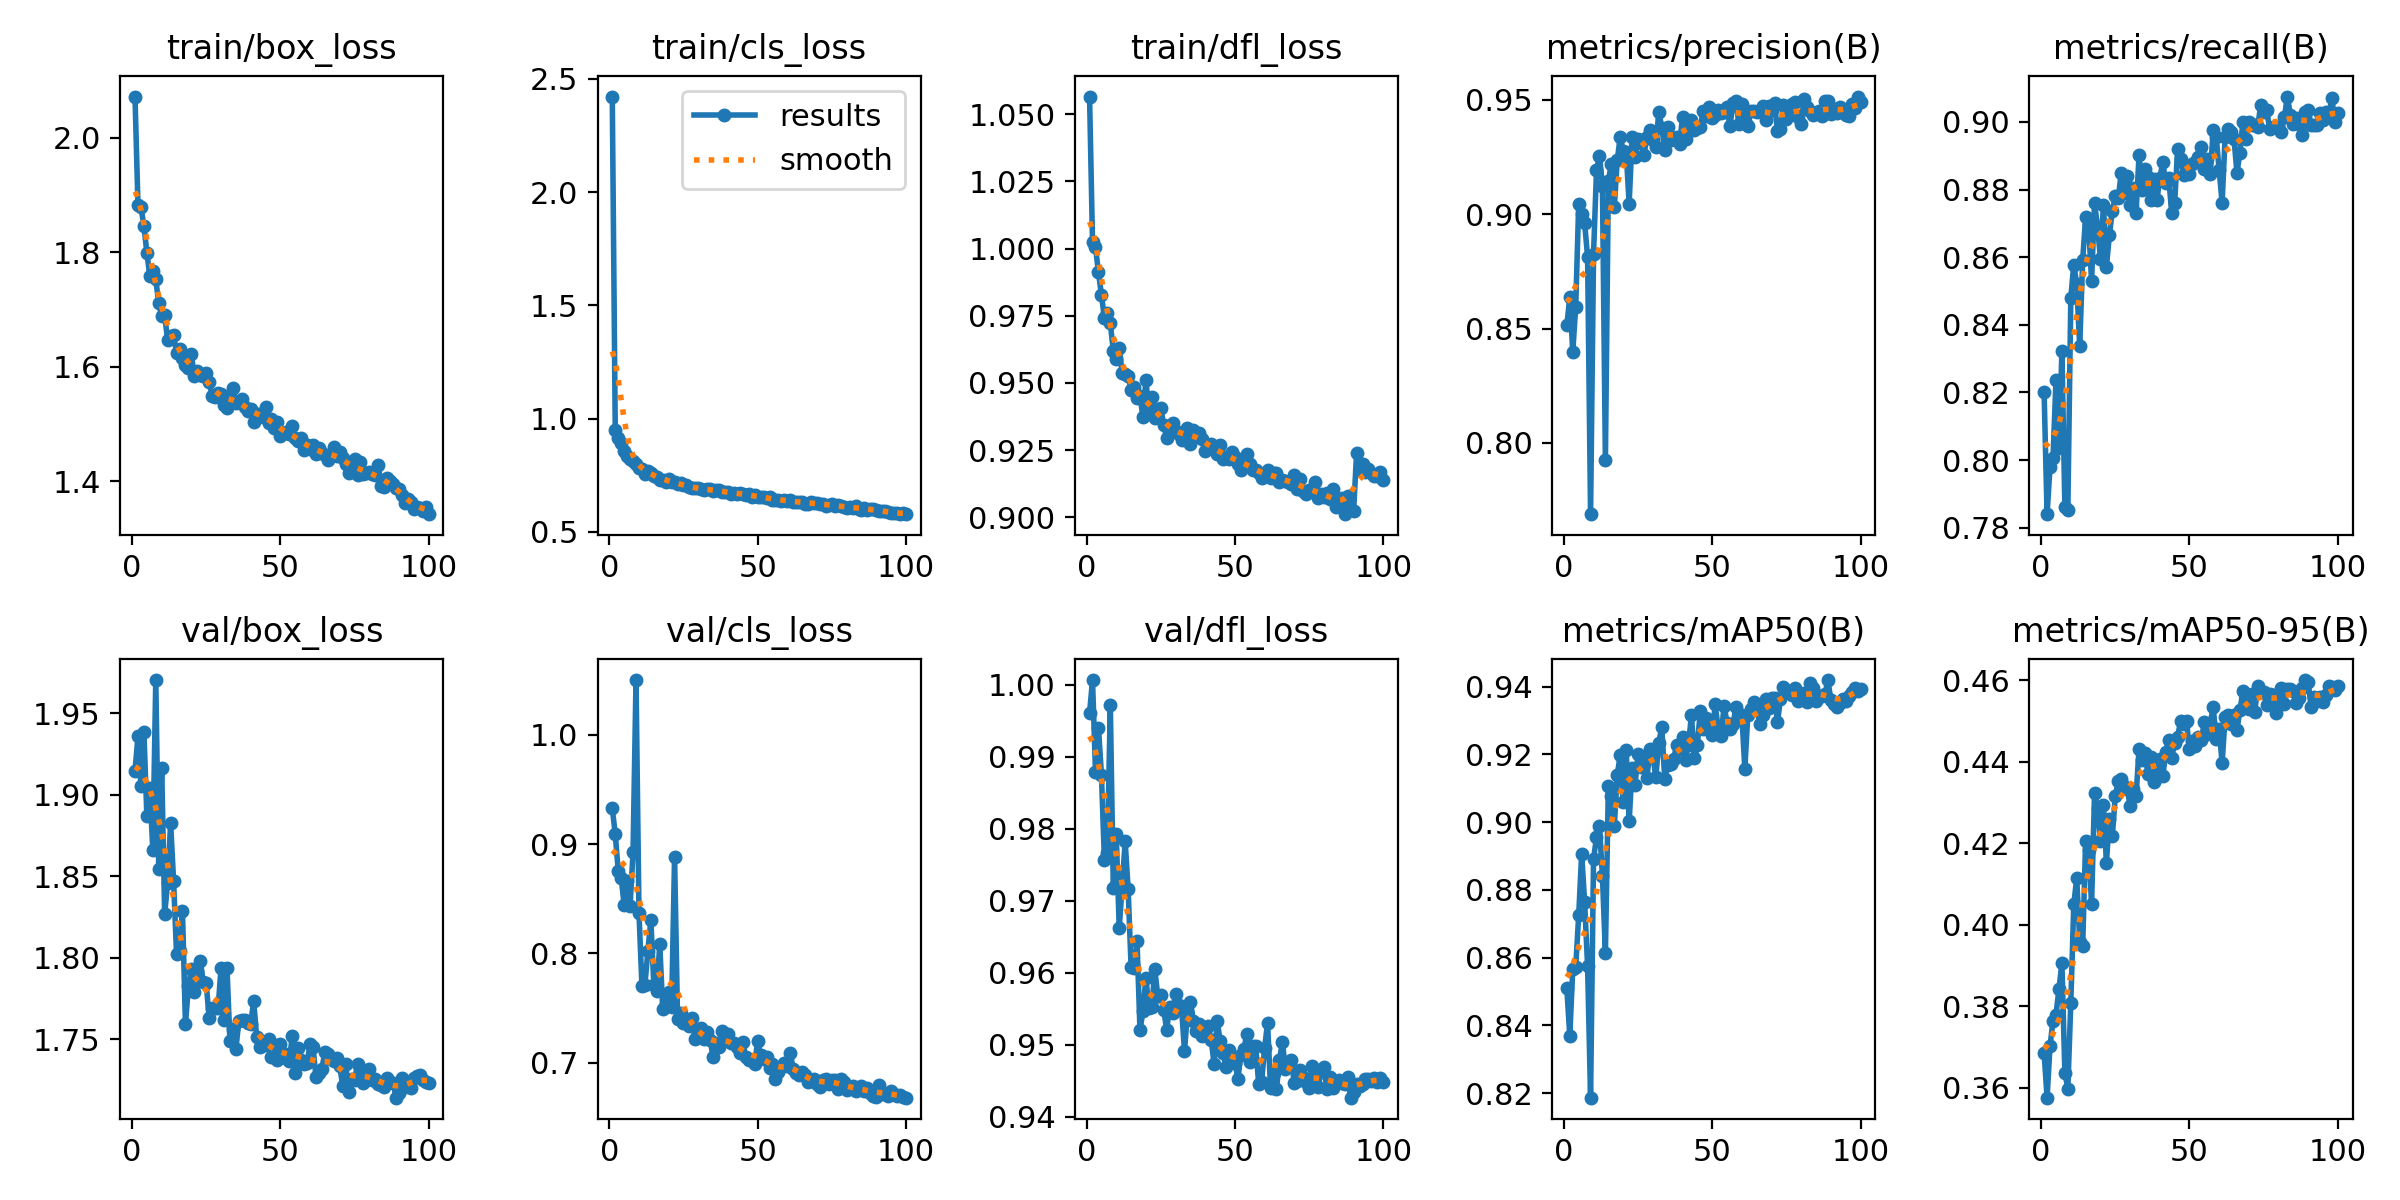 train/box_loss
2.0
1.8
1.6
1.4
0 50 100
train/cls_loss
results
smooth
2.5
2.0
1.5
1.0
0.5
0 50 100
train/dfl_loss
1.050
1.025
1.000
0.975
0.950
0.925
0.900
0 50 100
metrics/precision(B)
0.95
0.90
0.85
0.80
0 50 100
metrics/recall(B)
0.90
0.88
0.86
0.84
0.82
0.80
0.78
0 50 100
val/box_loss
1.95
1.90
1.85
1.80
1.75
0 50 100
val/cls_loss
1.0
0.9
0.8
0.7
0 50 100
val/dfl_loss
1.00
0.99
0.98
0.97
0.96
0.95
0.94
0 50 100
metrics/mAP50(B)
0.94
0.92
0.90
0.88
0.86
0.84
0.82
0 50 100
metrics/mAP50-95(B)
0.46
0.44
0.42
0.40
0.38
0.36
0 50 100